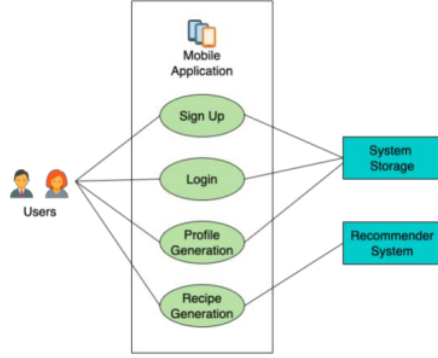 Mobile
Application
Sign Up
System
Storage
Login
Users
Profile
Generation
Recommender
System
Recipe
Generation